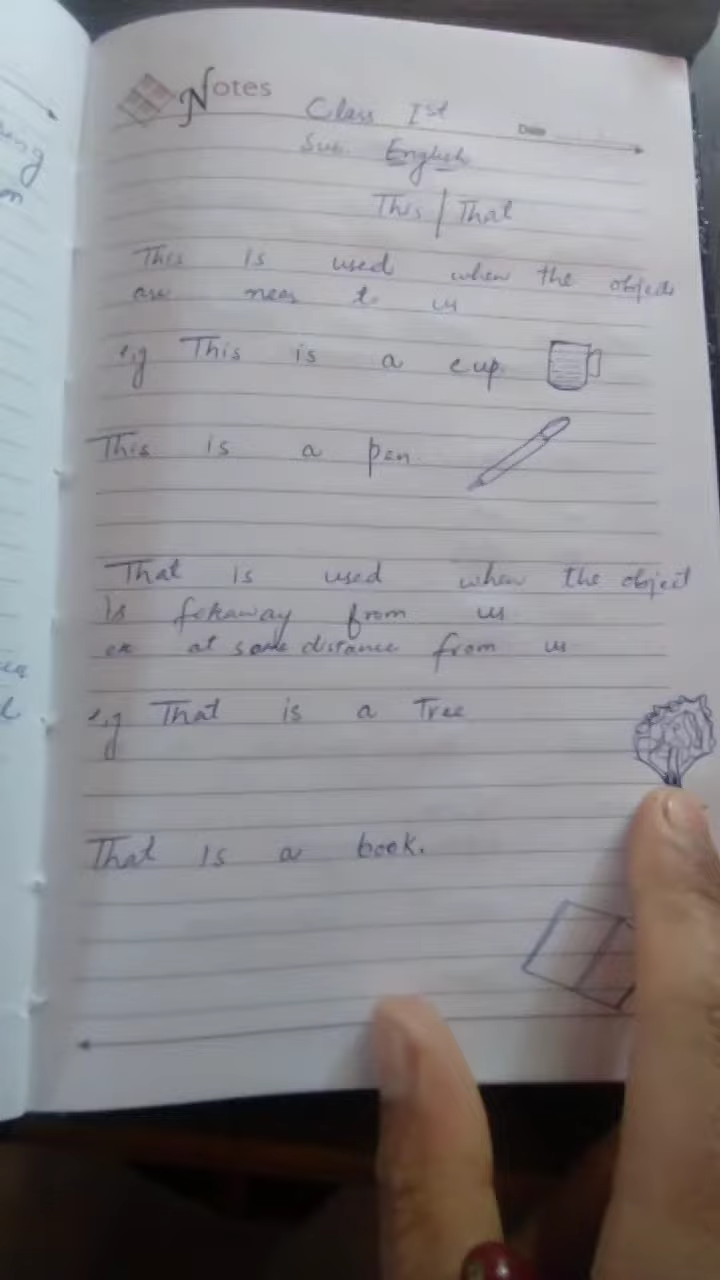 Notes
Class Ist
Date
Sub. English
This / That
This is used when the object
are near to us
e.g This is a cup
This is a pen.
That is used when the object
is far away from us
or at some distance from us
e.g That is a Tree
That is a book.